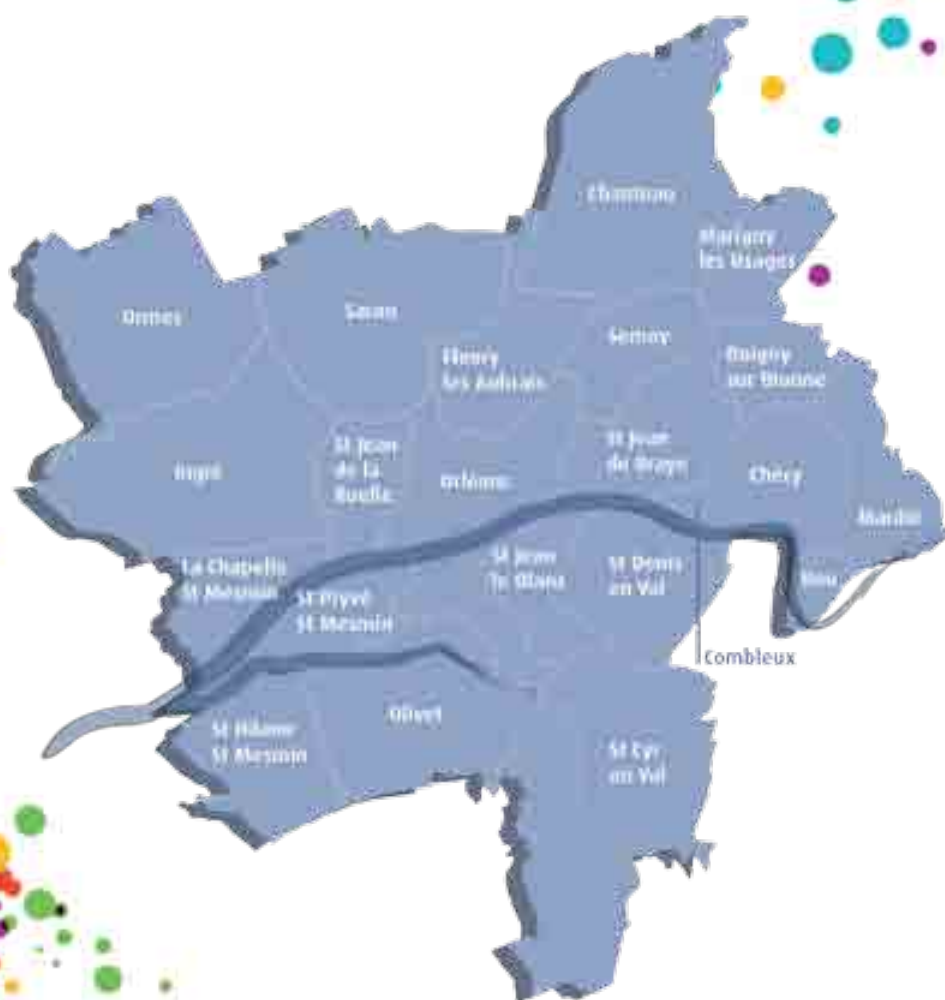 Chanteau
Marigny
les Usages
Ormes
Saran
Semoy
Fleury
les Aubrais
Boigny
sur Bionne
Ingré
St Jean
de la
Ruelle
Orléans
St Jean
de Braye
Chécy
Mardié
La Chapelle
St Mesmin
St Pryvé
St Mesmin
St Jean
le Blanc
St Denis
en Val
Bou
Combleux
Olivet
St Hilaire
St Mesmin
St Cyr
en Val